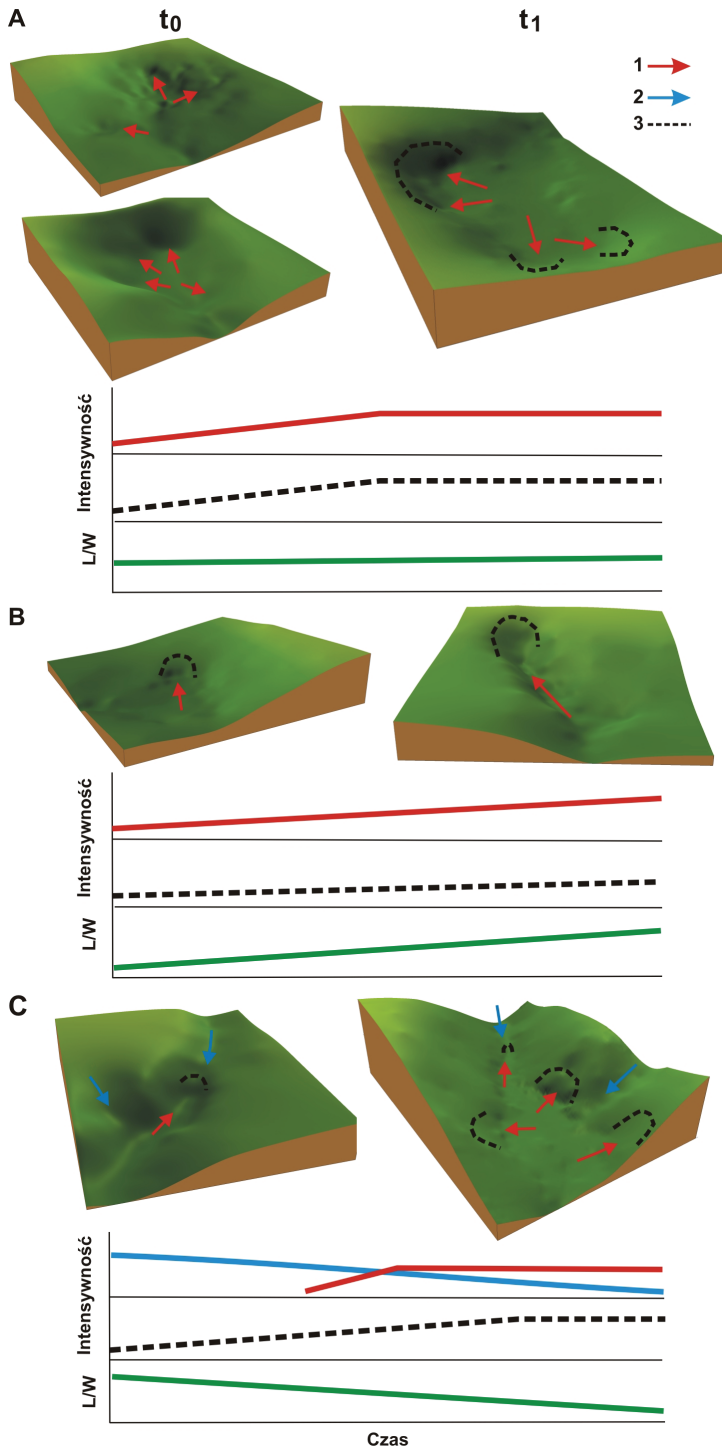 A
t0
t1
1
2
3
Intensywność
L/W
B
Intensywność
L/W
C
Intensywność
L/W
Czas